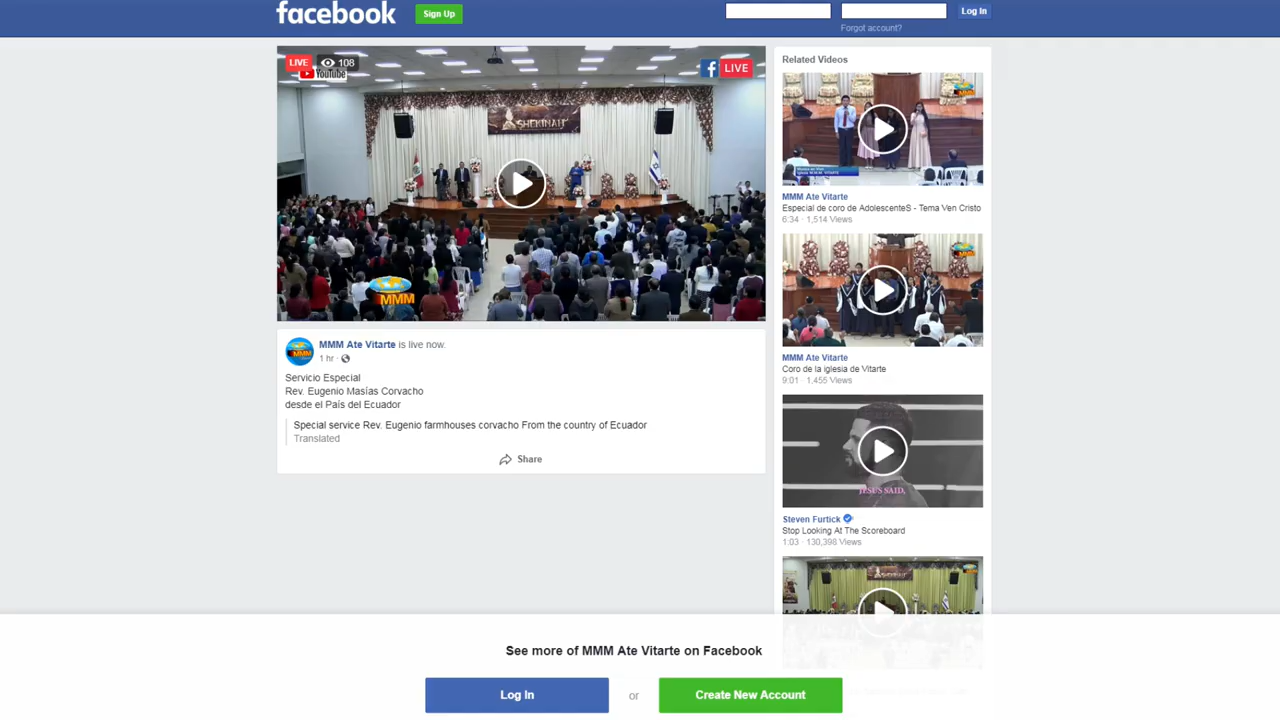 facebook
Sign Up
Log In
Forgot account?
LIVE 108
YouTube
LIVE
SHEKINAH
MMM
MMM Ate Vitarte is live now.
1 hr ·
Servicio Especial
Rev. Eugenio Masías Corvacho
desde el País del Ecuador
Special service Rev. Eugenio farmhouses corvacho From the country of Ecuador
Translated
Share
Related Videos
MMM Ate Vitarte
Especial de coro de AdolescenteS - Tema Ven Cristo
6:34 · 1,514 Views
MMM Ate Vitarte
Coro de la iglesia de Vitarte
9:01 · 1,455 Views
JESUS SAID,
Steven Furtick
Stop Looking At The Scoreboard
1:03 · 130,398 Views
See more of MMM Ate Vitarte on Facebook
Log In
or
Create New Account